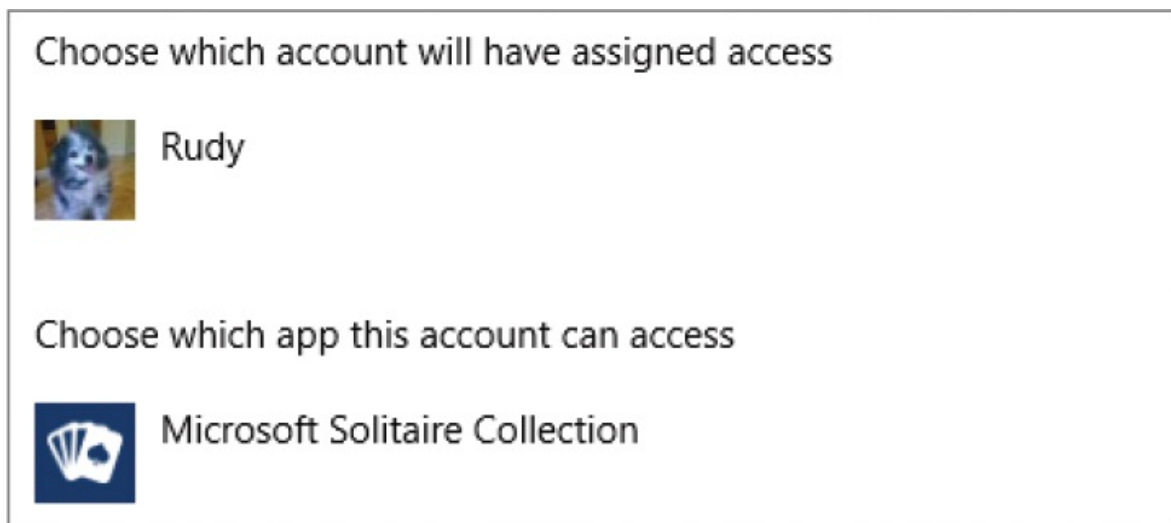 Choose which account will have assigned access
Rudy
Choose which app this account can access
Microsoft Solitaire Collection